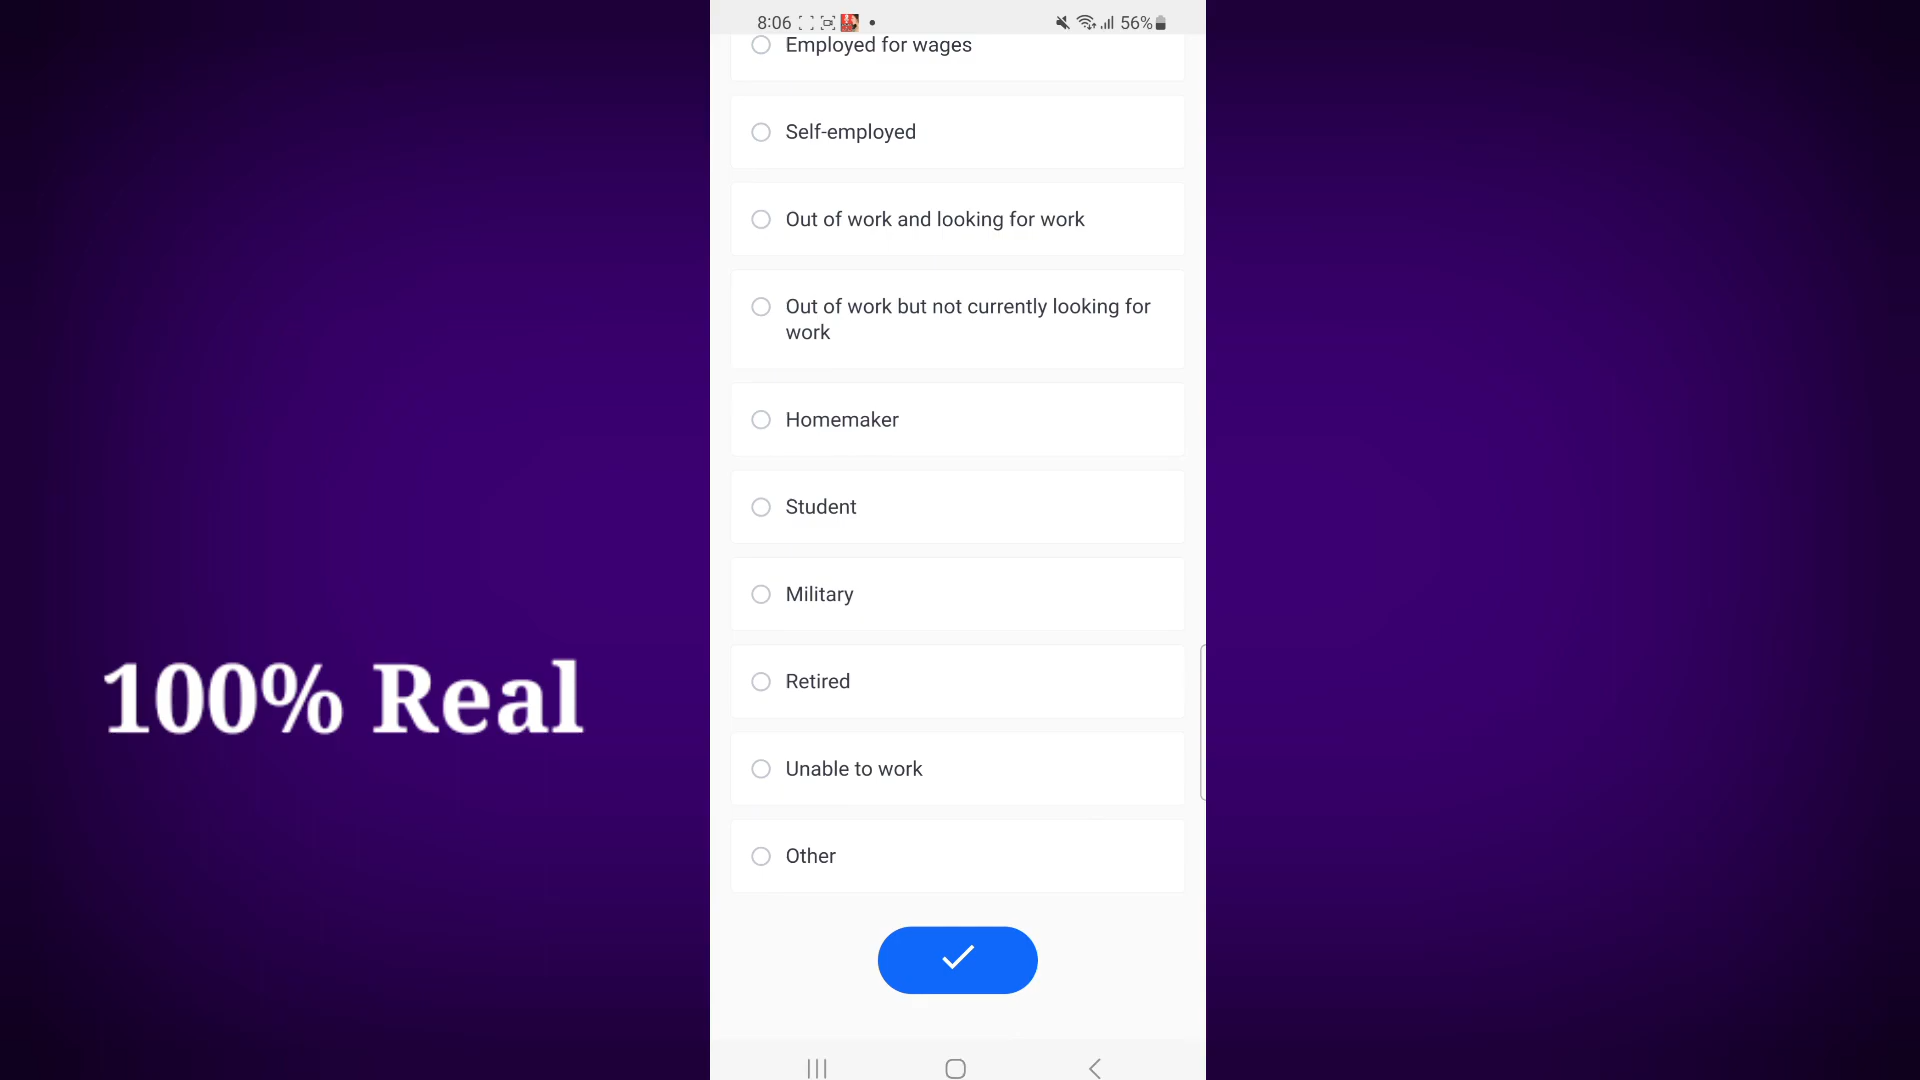 8:06
56%
Employed for wages
Self-employed
Out of work and looking for work
Out of work but not currently looking for
work
Homemaker
Student
Military
100% Real
Retired
Unable to work
Other